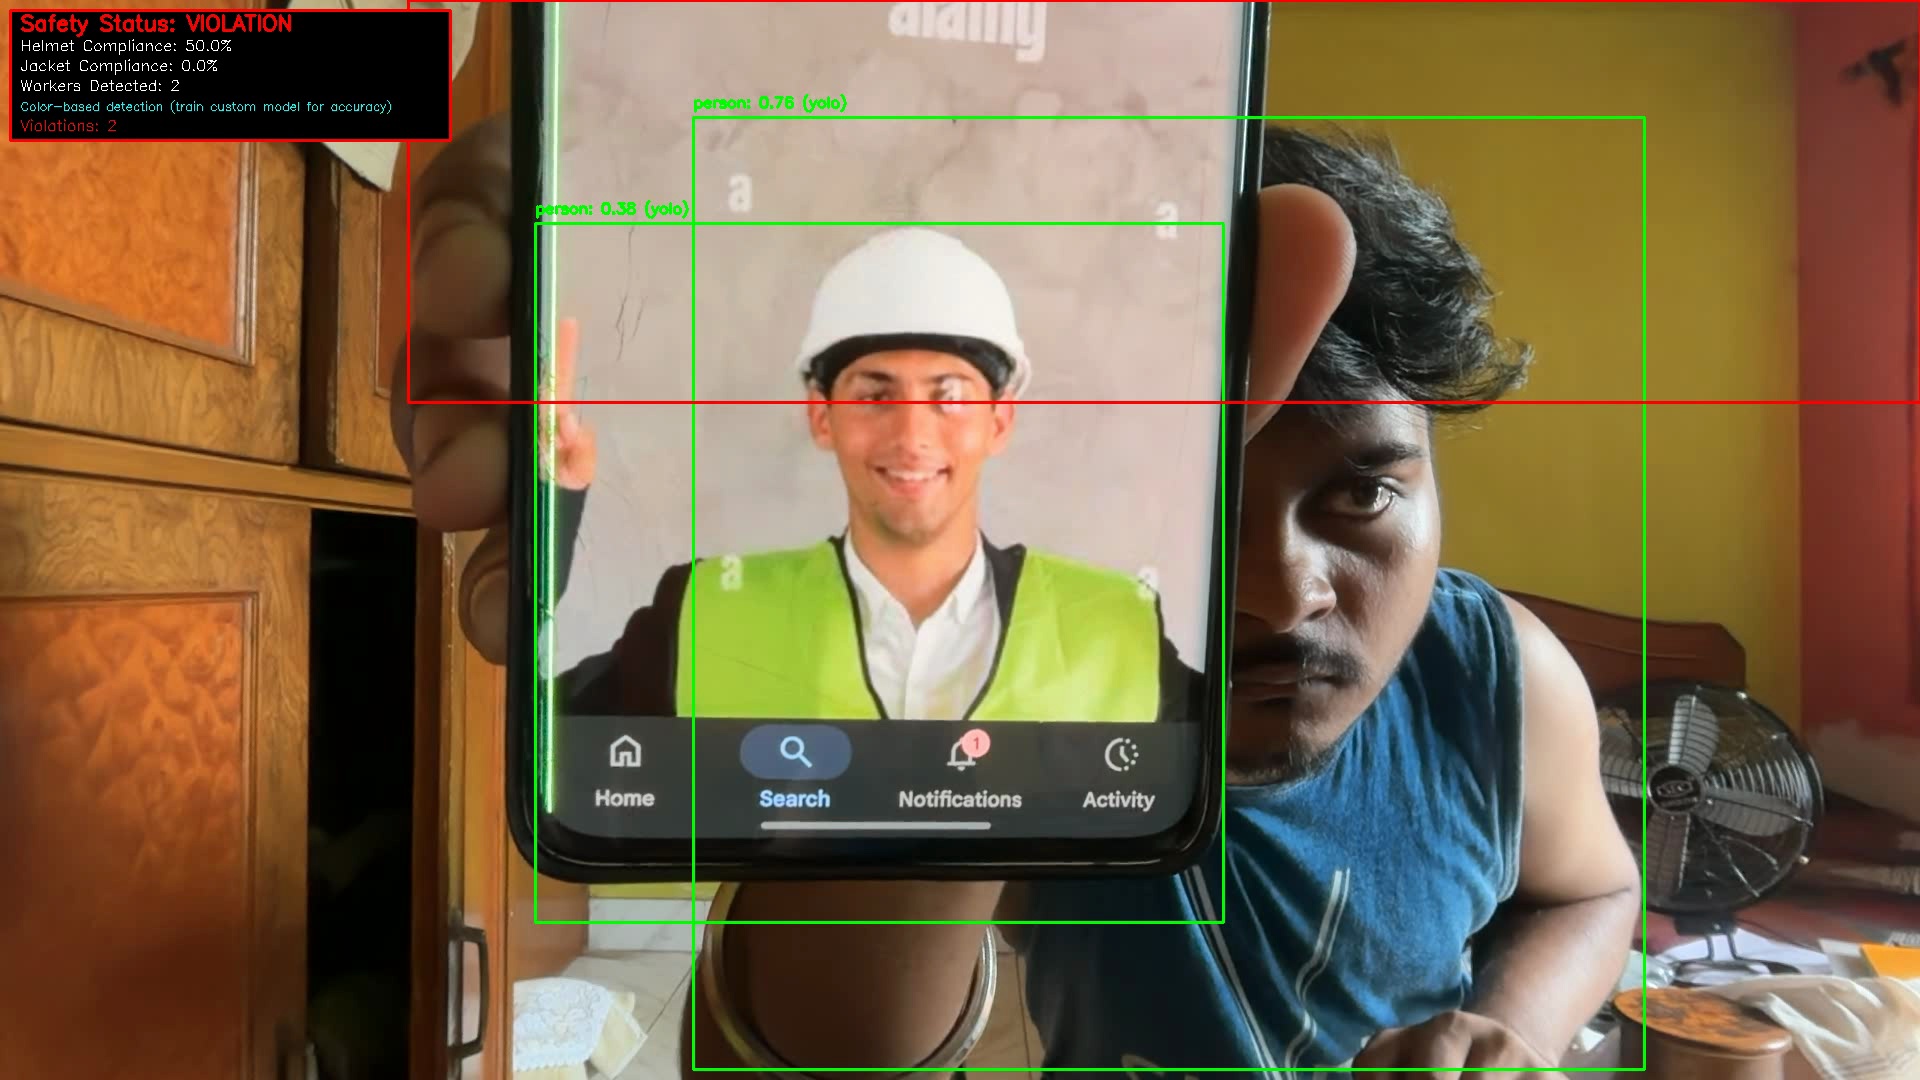 Safety Status: VIOLATION
Helmet Compliance: 50.0%
Jacket Compliance: 0.0%
Workers Detected: 2
Color-based detection (train custom model for accuracy)
Violations: 2
alamy
person: 0.76 (yolo)
a
a
person: 0.38 (yolo)
a
a
a
1
Home
Search
Notifications
Activity